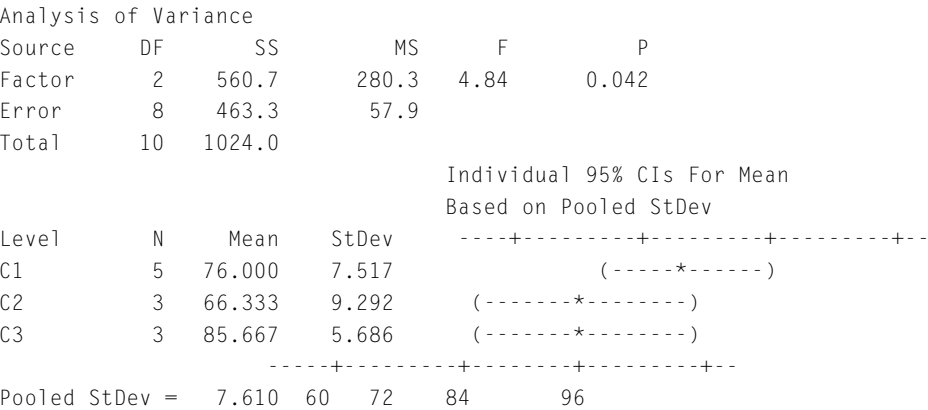 Analysis of Variance
Source DF SS MS F P
Factor 2 560.7 280.3 4.84 0.042
Error 8 463.3 57.9
Total 10 1024.0
Individual 95% CIs For Mean
Based on Pooled StDev
Level N Mean StDev ----+---------+---------+---------+--
C1 5 76.000 7.517 (-----*------)
C2 3 66.333 9.292 (-------*--------)
C3 3 85.667 5.686 (-------*--------)
-----+---------+--------+---------+--
Pooled StDev = 7.610 60 72 84 96